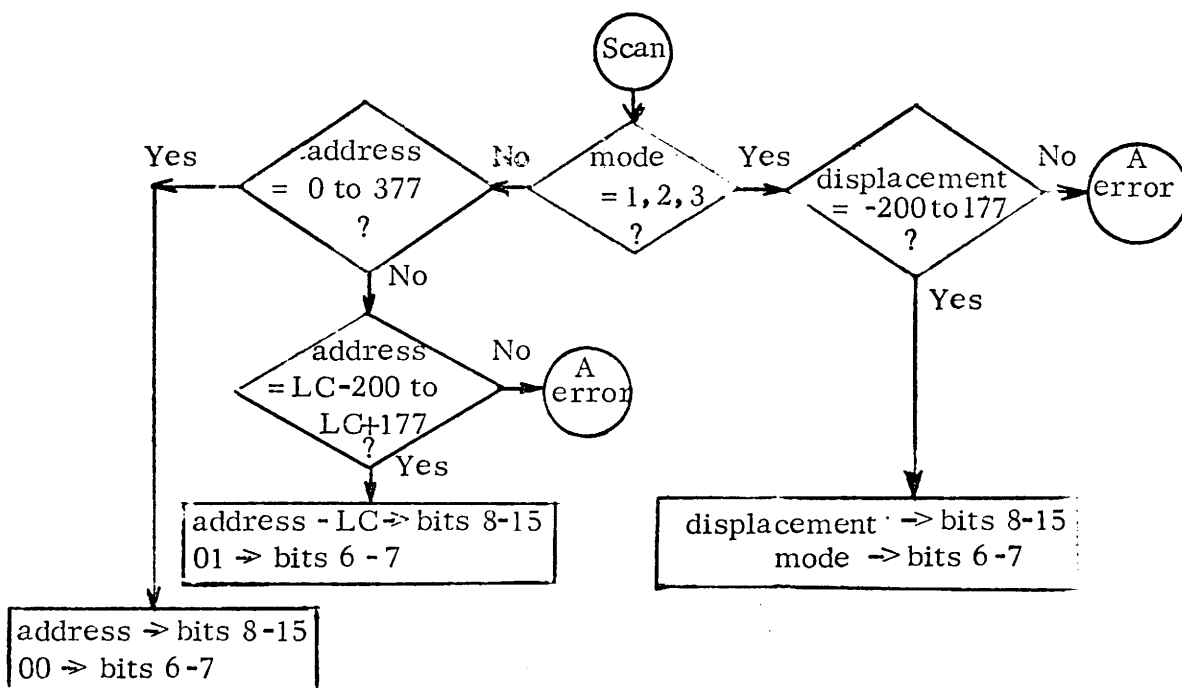 Scan
address
= 0 to 377
?
Yes
No
mode
= 1, 2, 3
?
Yes
displacement
= -200 to 177
?
No
A
error
No
Yes
address
= LC-200 to
LC+177
?
No
A
error
Yes
address - LC -> bits 8-15
01 -> bits 6-7
displacement -> bits 8-15
mode -> bits 6-7
address -> bits 8-15
00 -> bits 6-7